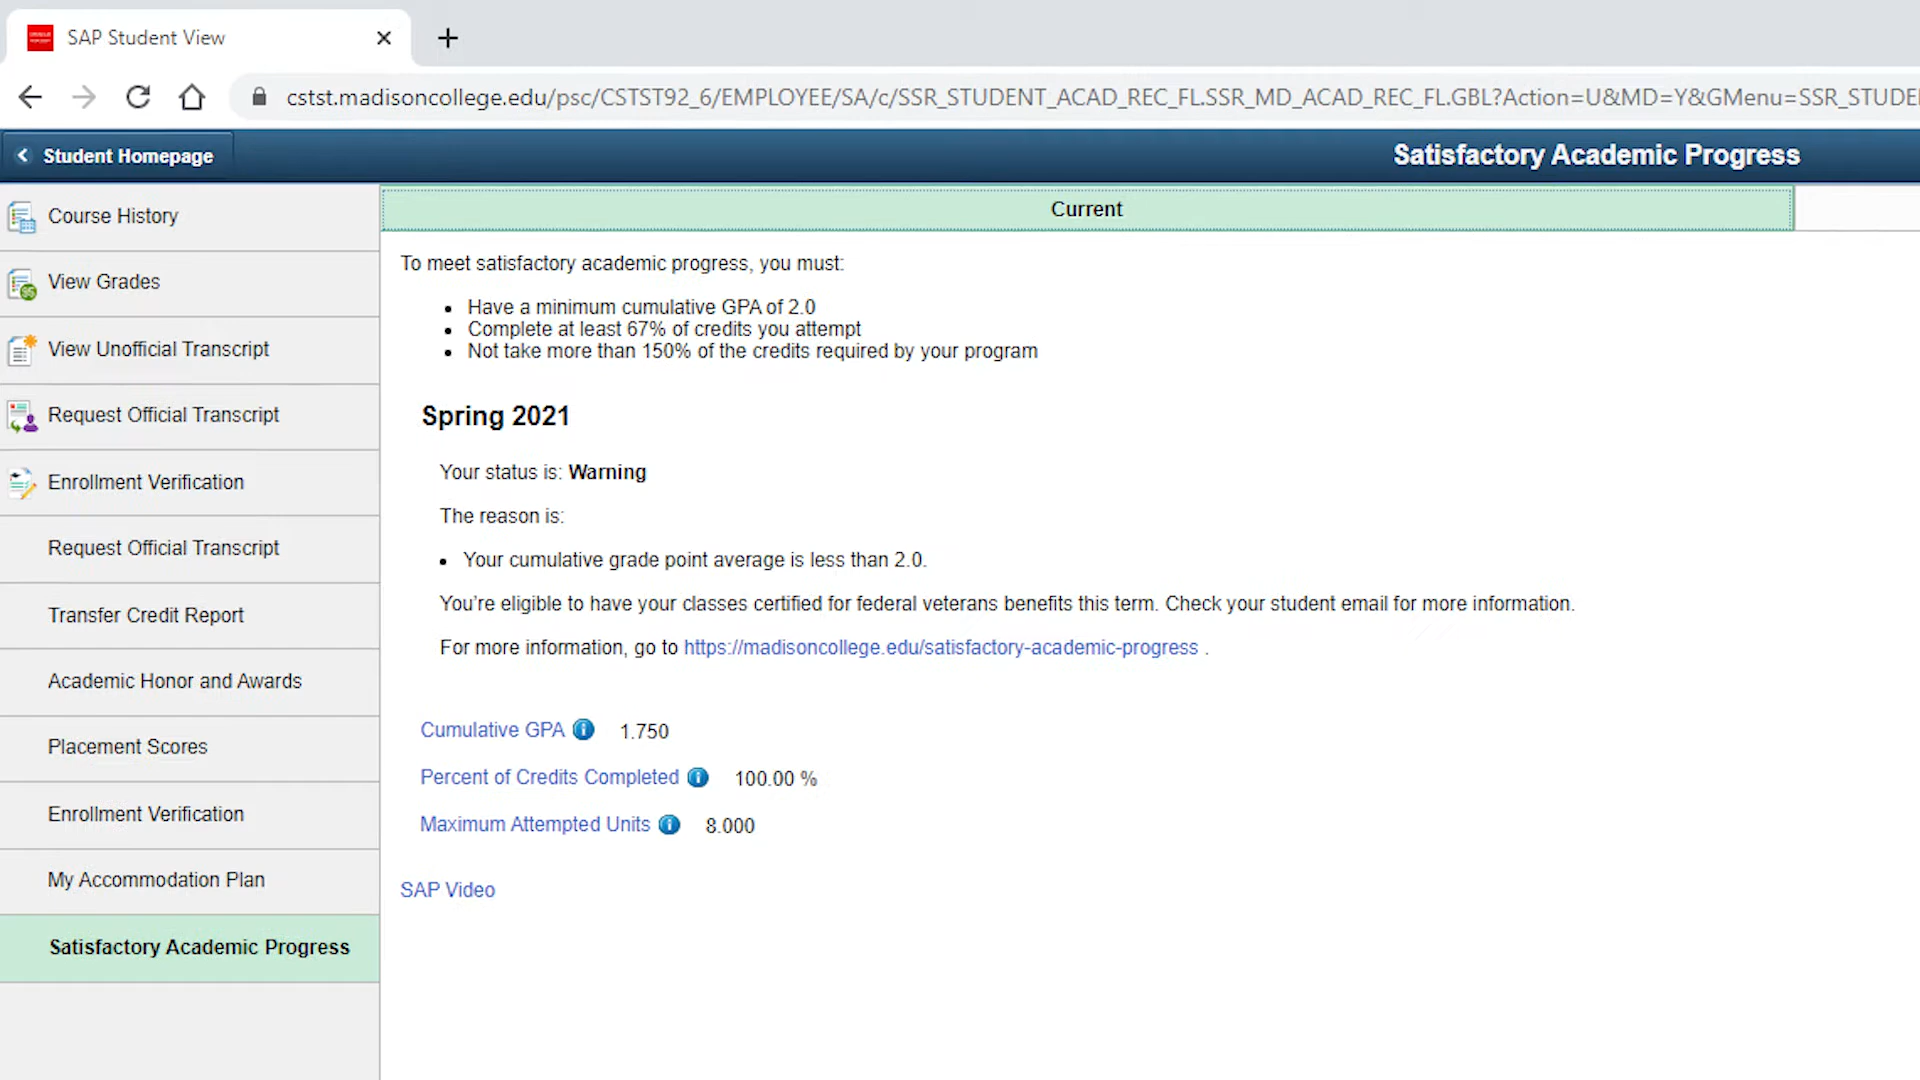 SAP Student View
cstst.madisoncollege.edu/psc/CSTST92_6/EMPLOYEE/SA/c/SSR_STUDENT_ACAD_REC_FL.SSR_MD_ACAD_REC_FL.GBL?Action=U&MD=Y&GMenu=SSR_STUDE
Student Homepage
Satisfactory Academic Progress
Course History
View Grades
View Unofficial Transcript
Request Official Transcript
Enrollment Verification
Request Official Transcript
Transfer Credit Report
Academic Honor and Awards
Placement Scores
Enrollment Verification
My Accommodation Plan
Satisfactory Academic Progress
Current
To meet satisfactory academic progress, you must:
• Have a minimum cumulative GPA of 2.0
• Complete at least 67% of credits you attempt
• Not take more than 150% of the credits required by your program
Spring 2021
Your status is: Warning
The reason is:
• Your cumulative grade point average is less than 2.0.
You're eligible to have your classes certified for federal veterans benefits this term. Check your student email for more information.
For more information, go to https://madisoncollege.edu/satisfactory-academic-progress .
Cumulative GPA 1.750
Percent of Credits Completed 100.00 %
Maximum Attempted Units 8.000
SAP Video